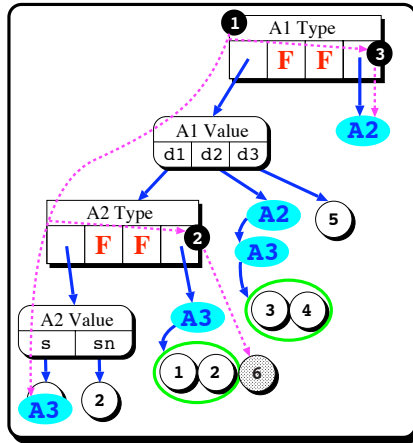 1
A1 Type
3
F F
A2
A1 Value
d1 d2 d3
A2 Type
2
F F
A2
5
A3
A2 Value
s sn
A3
3 4
A3
2
1 2
6